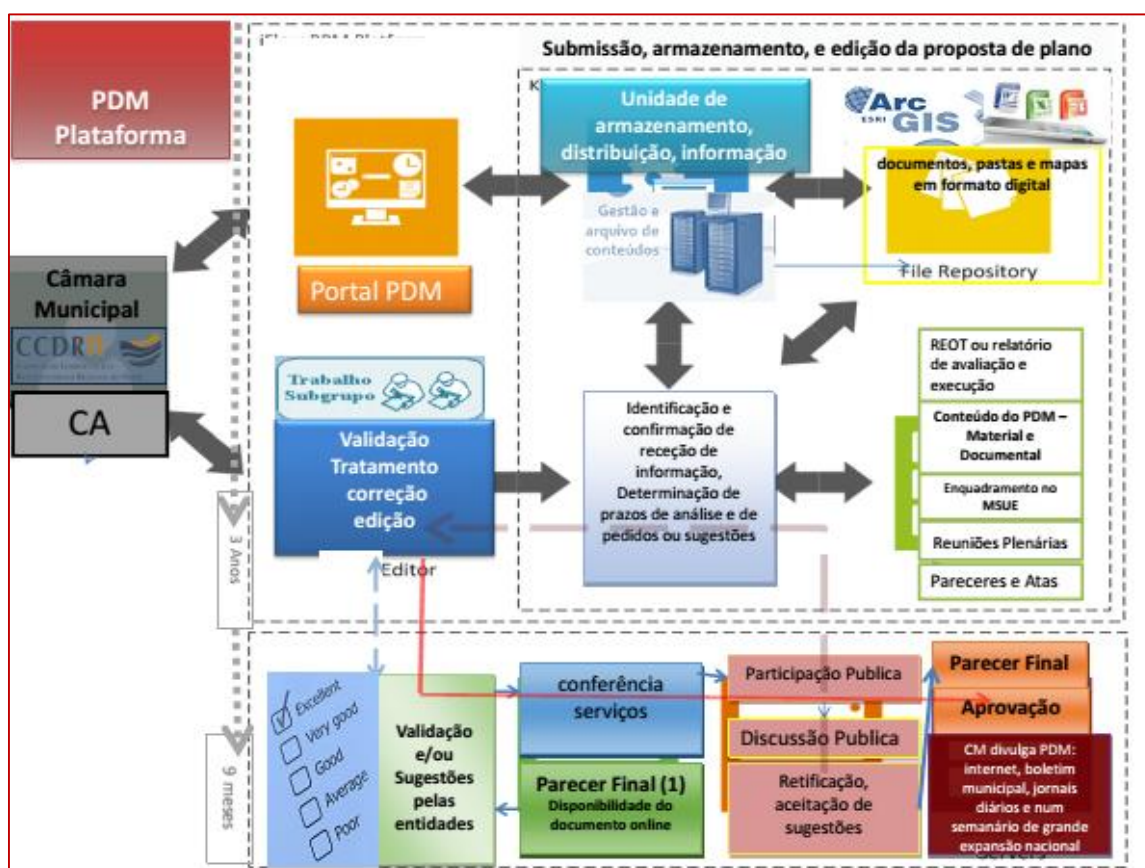 Submissão, armazenamento, e edição da proposta de plano
PDM
Plataforma
Unidade de
armazenamento,
distribuição, informação
Gestão e
arquivo de
conteúdos
Arc
GIS
ESRI
documentos, pastas e mapas
em formato digital
File Repository
Portal PDM
Câmara
Municipal
CCDR
CA
Trabalho
Subgrupo
Validação
Tratamento
correção
edição
Editor
Identificação e
confirmação de
receção de
informação,
Determinação de
prazos de análise e de
pedidos ou sugestões
REOT ou relatório
de avaliação e
execução
Conteúdo do PDM –
Material e
Documental
Enquadramento no
MSUE
Reuniões Plenárias
Pareceres e Atas
3 Anos
9 meses
Excellent
Very good
Good
Average
Poor
Validação
e/ou
Sugestões
pelas
entidades
conferência
serviços
Parecer Final (1)
Disponibilidade do
documento online
Participação Publica
Discussão Publica
Retificação,
aceitação de
sugestões
Parecer Final
Aprovação
CM divulga PDM:
internet, boletim
municipal, jornais
diários e num
semanário de grande
expansão nacional